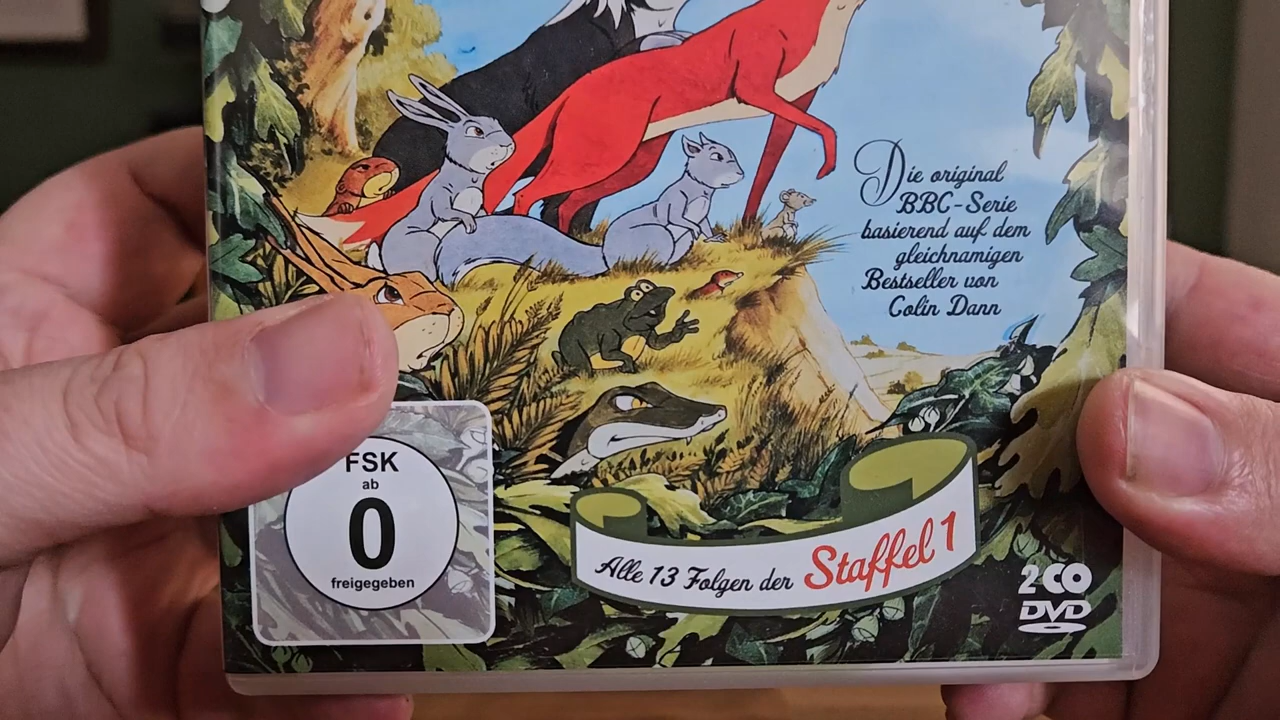 Die original
BBC-Serie
basierend auf dem
gleichnamigen
Bestseller von
Colin Dann
FSK
ab
0
freigegeben
Alle 13 Folgen der Staffel 1
2 CO
DVD